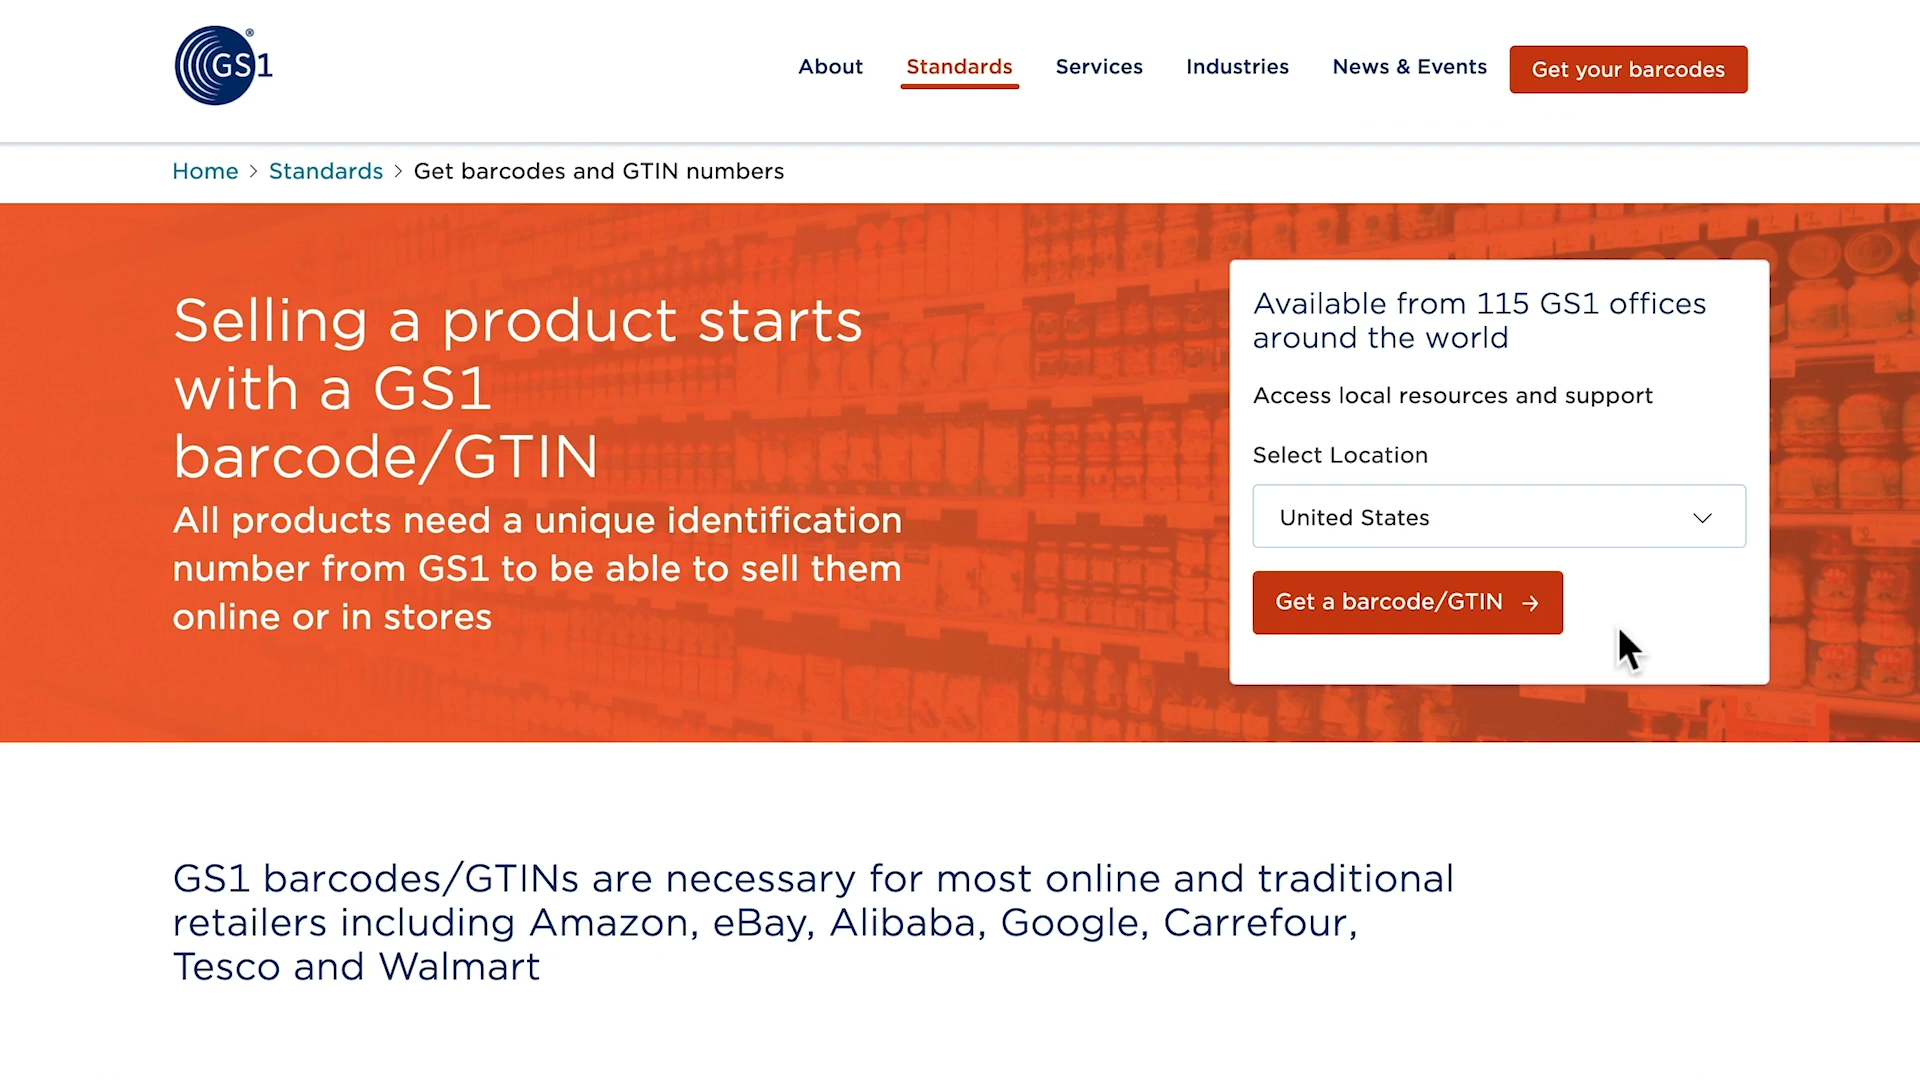 GS1®
About
Standards
Services
Industries
News & Events
Get your barcodes
Home > Standards > Get barcodes and GTIN numbers
Selling a product starts
with a GS1
barcode/GTIN
All products need a unique identification
number from GS1 to be able to sell them
online or in stores
Available from 115 GS1 offices
around the world
Access local resources and support
Select Location
United States
Get a barcode/GTIN →
GS1 barcodes/GTINs are necessary for most online and traditional
retailers including Amazon, eBay, Alibaba, Google, Carrefour,
Tesco and Walmart